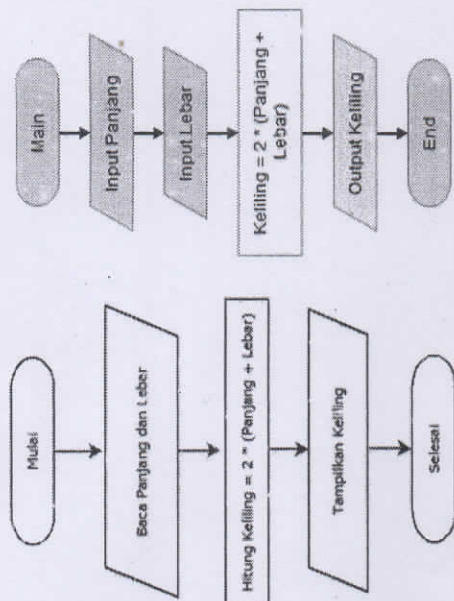 Main
Input Panjang
Input Lebar
Keliling = 2 * (Panjang +
Lebar)
Output Keliling
End
Mulai
Baca Panjang dan Lebar
Hitung Keliling = 2 * (Panjang + Lebar)
Tampilkan Keliling
Selesai